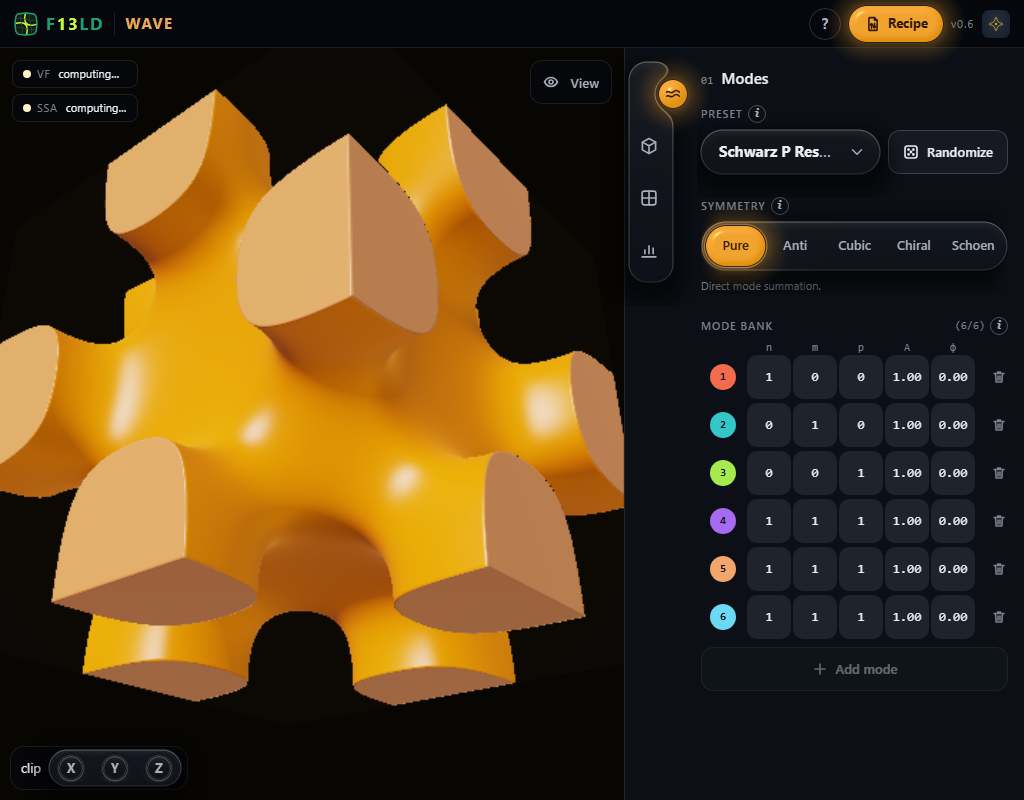 F13LD WAVE
? Recipe v0.6
VF computing...
SSA computing...
View
01 Modes
PRESET i
Schwarz P Res... Randomize
SYMMETRY i
Pure Anti Cubic Chiral Schoen
Direct mode summation.
MODE BANK (6/6) i
n m p A ϕ
1 1 0 0 1.00 0.00
2 0 1 0 1.00 0.00
3 0 0 1 1.00 0.00
4 1 1 1 1.00 0.00
5 1 1 1 1.00 0.00
6 1 1 1 1.00 0.00
+ Add mode
clip X Y Z